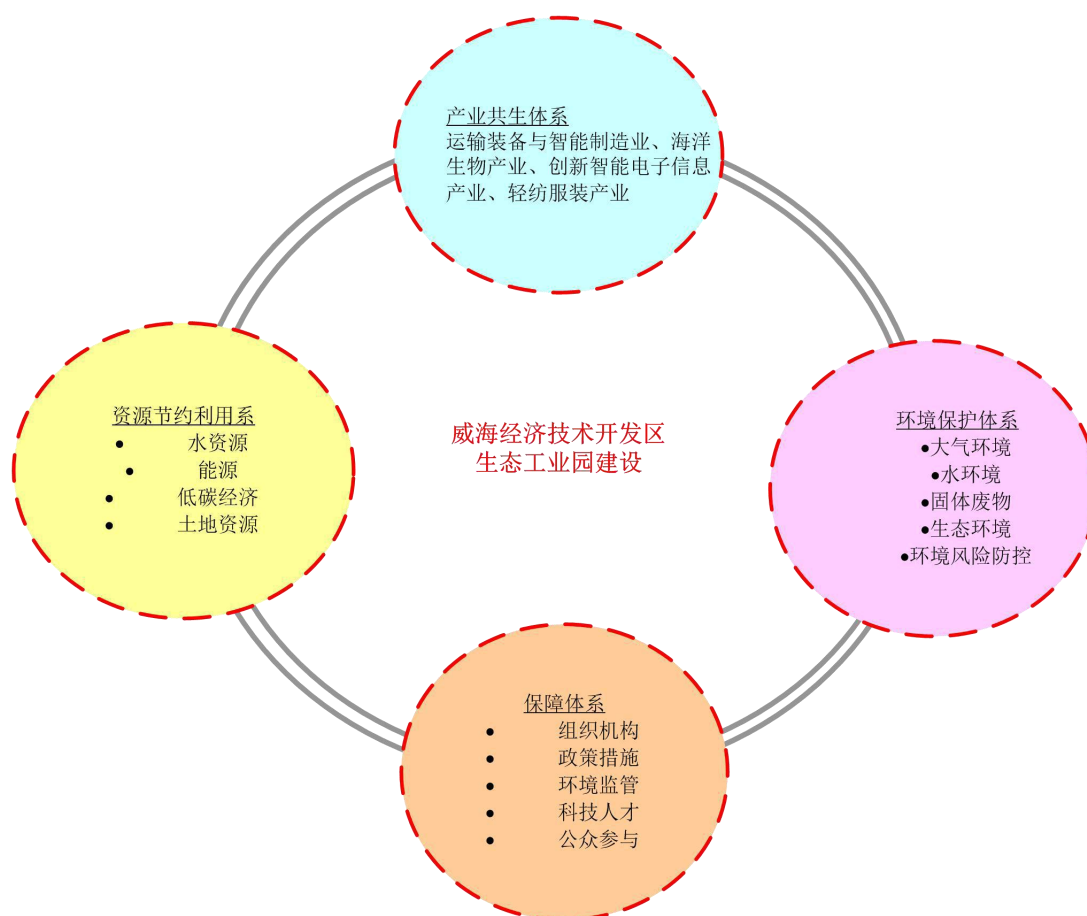 产业共生体系
运输装备与智能制造业、海洋
生物产业、创新智能电子信息
产业、轻纺服装产业
资源节约利用系
• 水资源
• 能源
• 低碳经济
• 土地资源
威海经济技术开发区
生态工业园建设
环境保护体系
•大气环境
•水环境
•固体废物
•生态环境
•环境风险防控
保障体系
• 组织机构
• 政策措施
• 环境监管
• 科技人才
• 公众参与